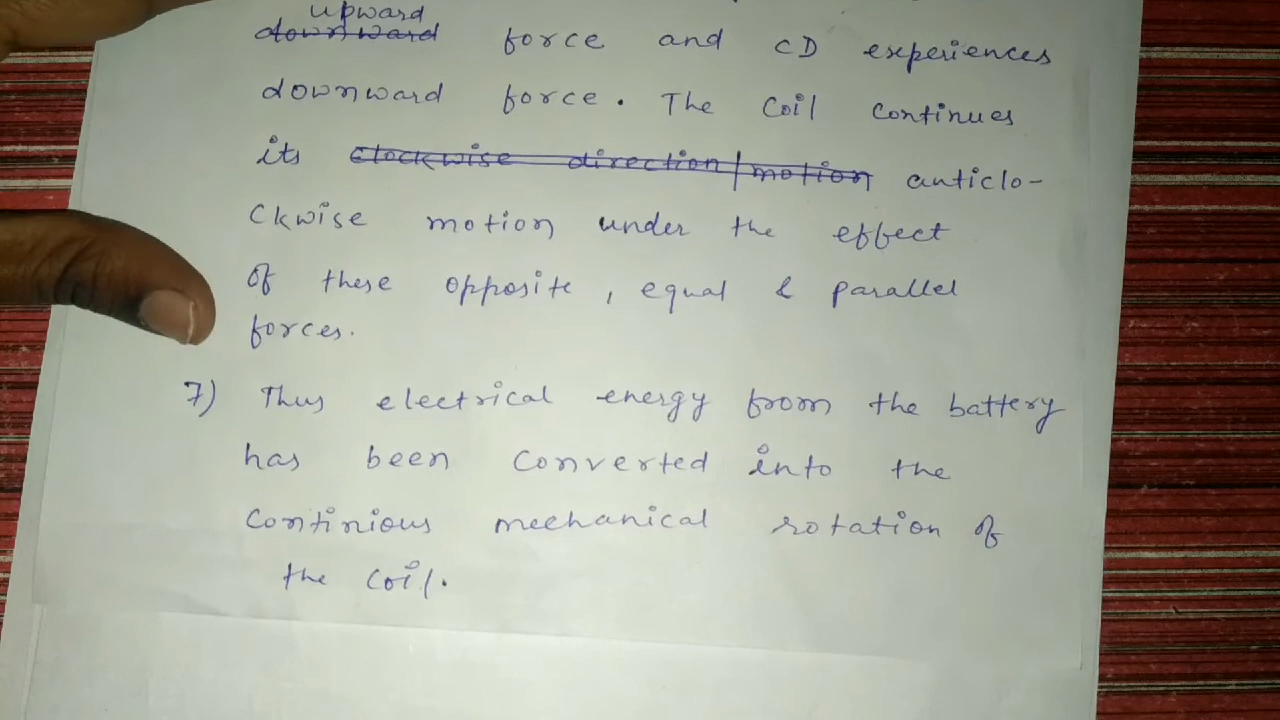 upward
downward force and CD experiences
downward force. The Coil Continues
its clockwise direction/motion anticlo-
ckwise motion under the effect
of these opposite, equal & parallel
forces.
7) Thus electrical energy from the battery
has been Converted into the
Continious mechanical rotation of
the Coil.